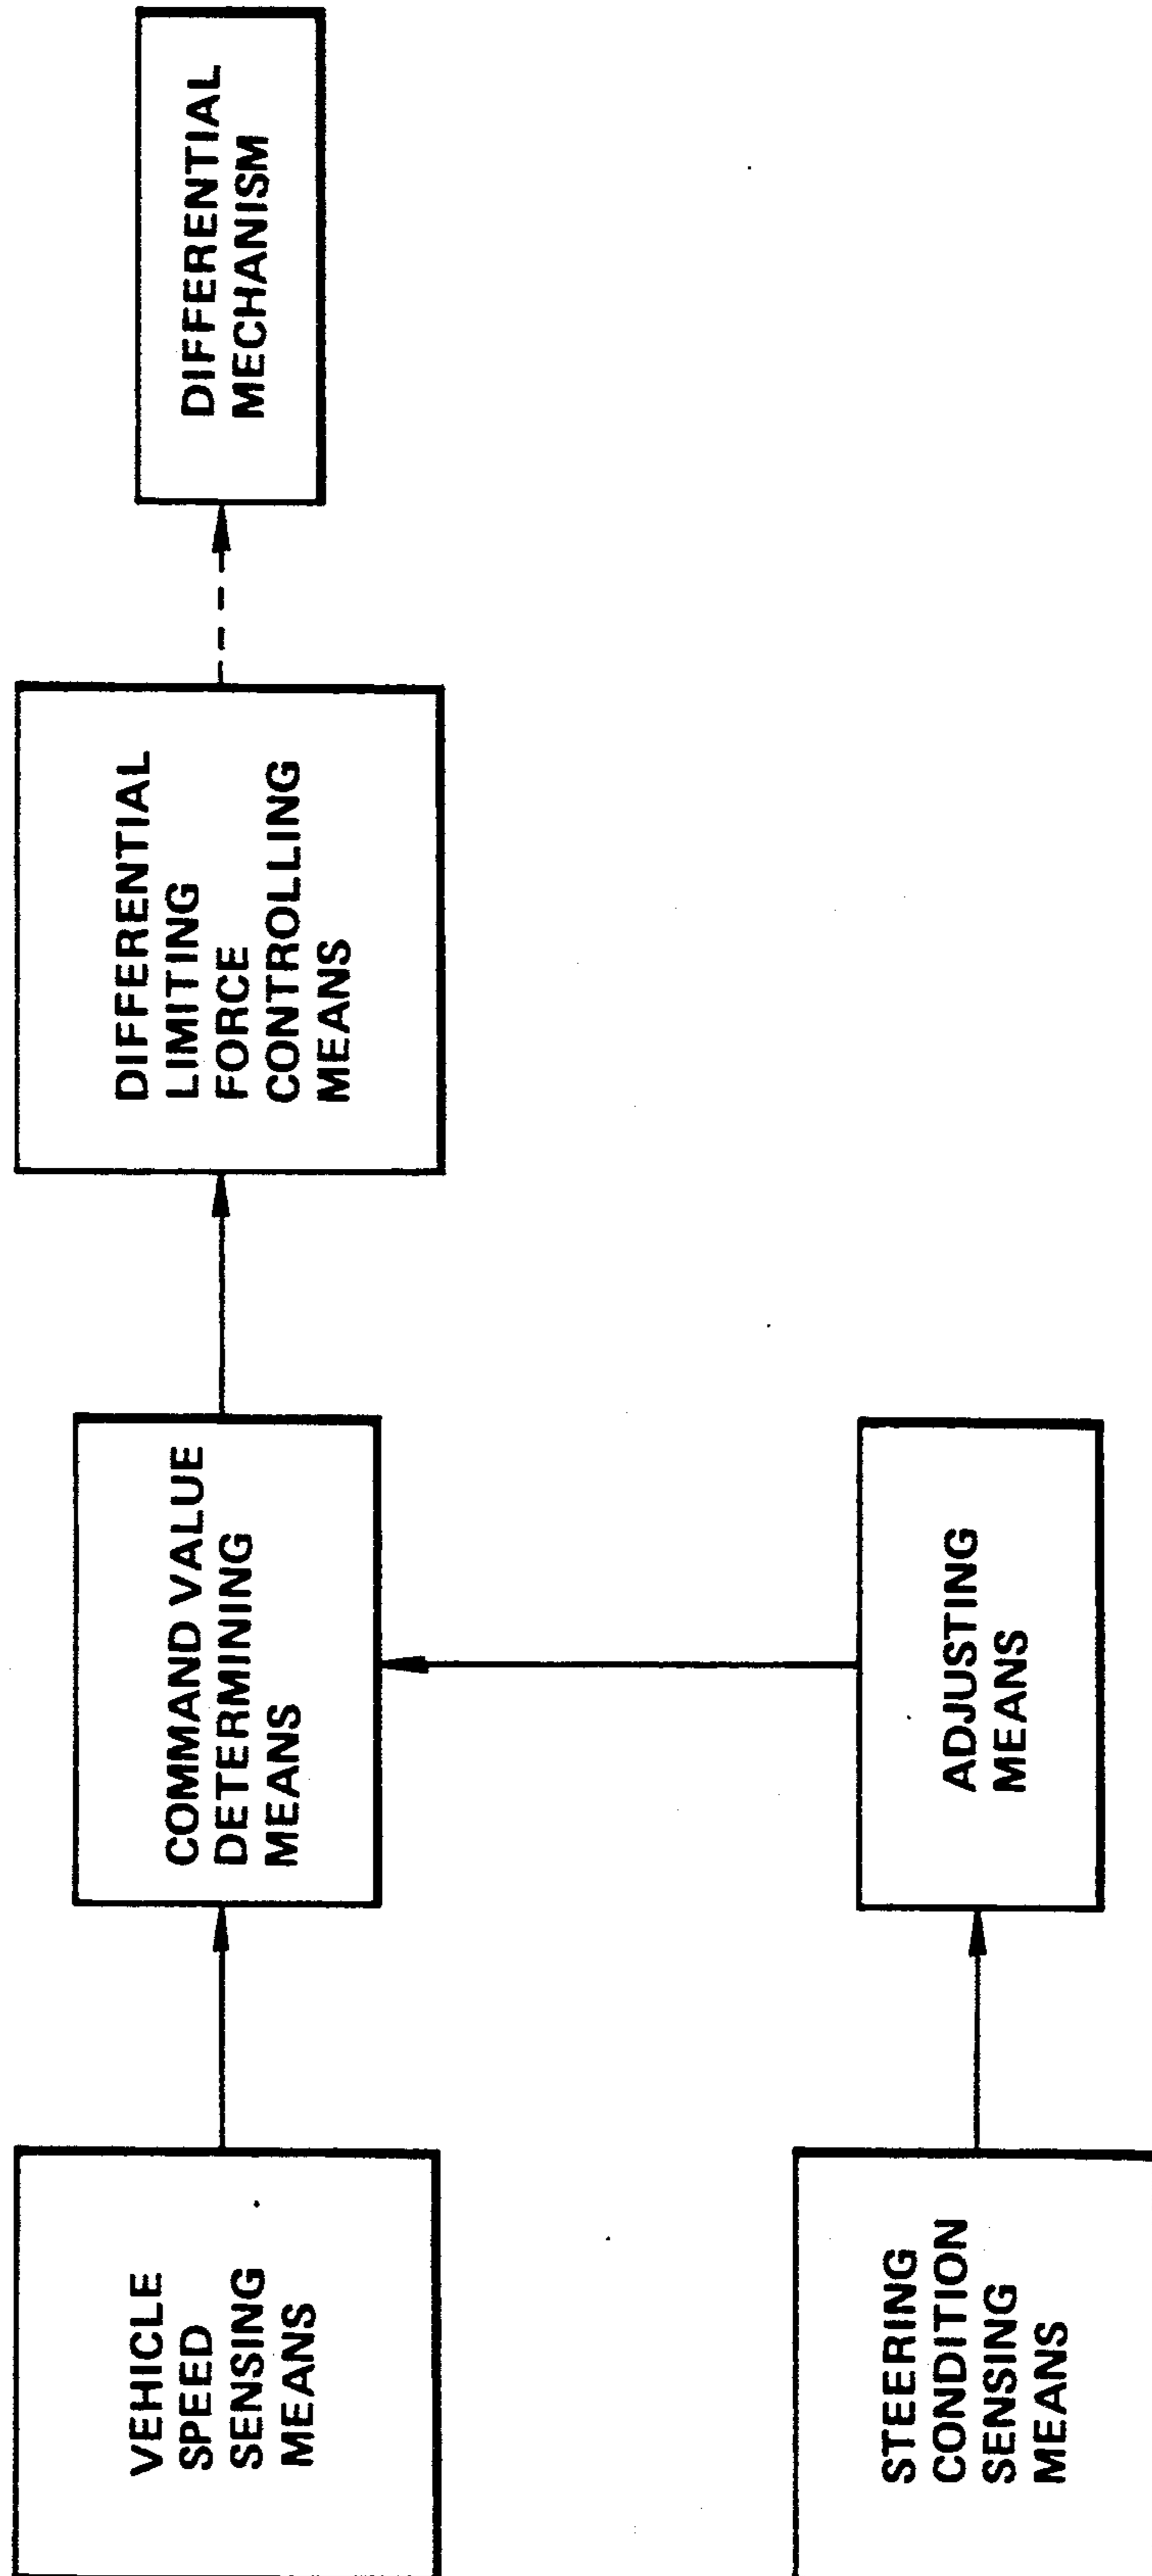 VEHICLE
SPEED
SENSING
MEANS
COMMAND VALUE
DETERMINING
MEANS
DIFFERENTIAL
LIMITING
FORCE
CONTROLLING
MEANS
DIFFERENTIAL
MECHANISM
STEERING
CONDITION
SENSING
MEANS
ADJUSTING
MEANS